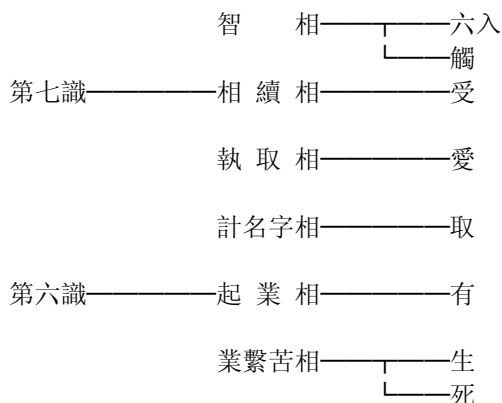 智　　相————┬———六入
└———觸
第七識—————相 續 相—————受
執 取 相—————愛
計名字相—————取
第六識—————起 業 相—————有
業繫苦相———┬———生
└———死